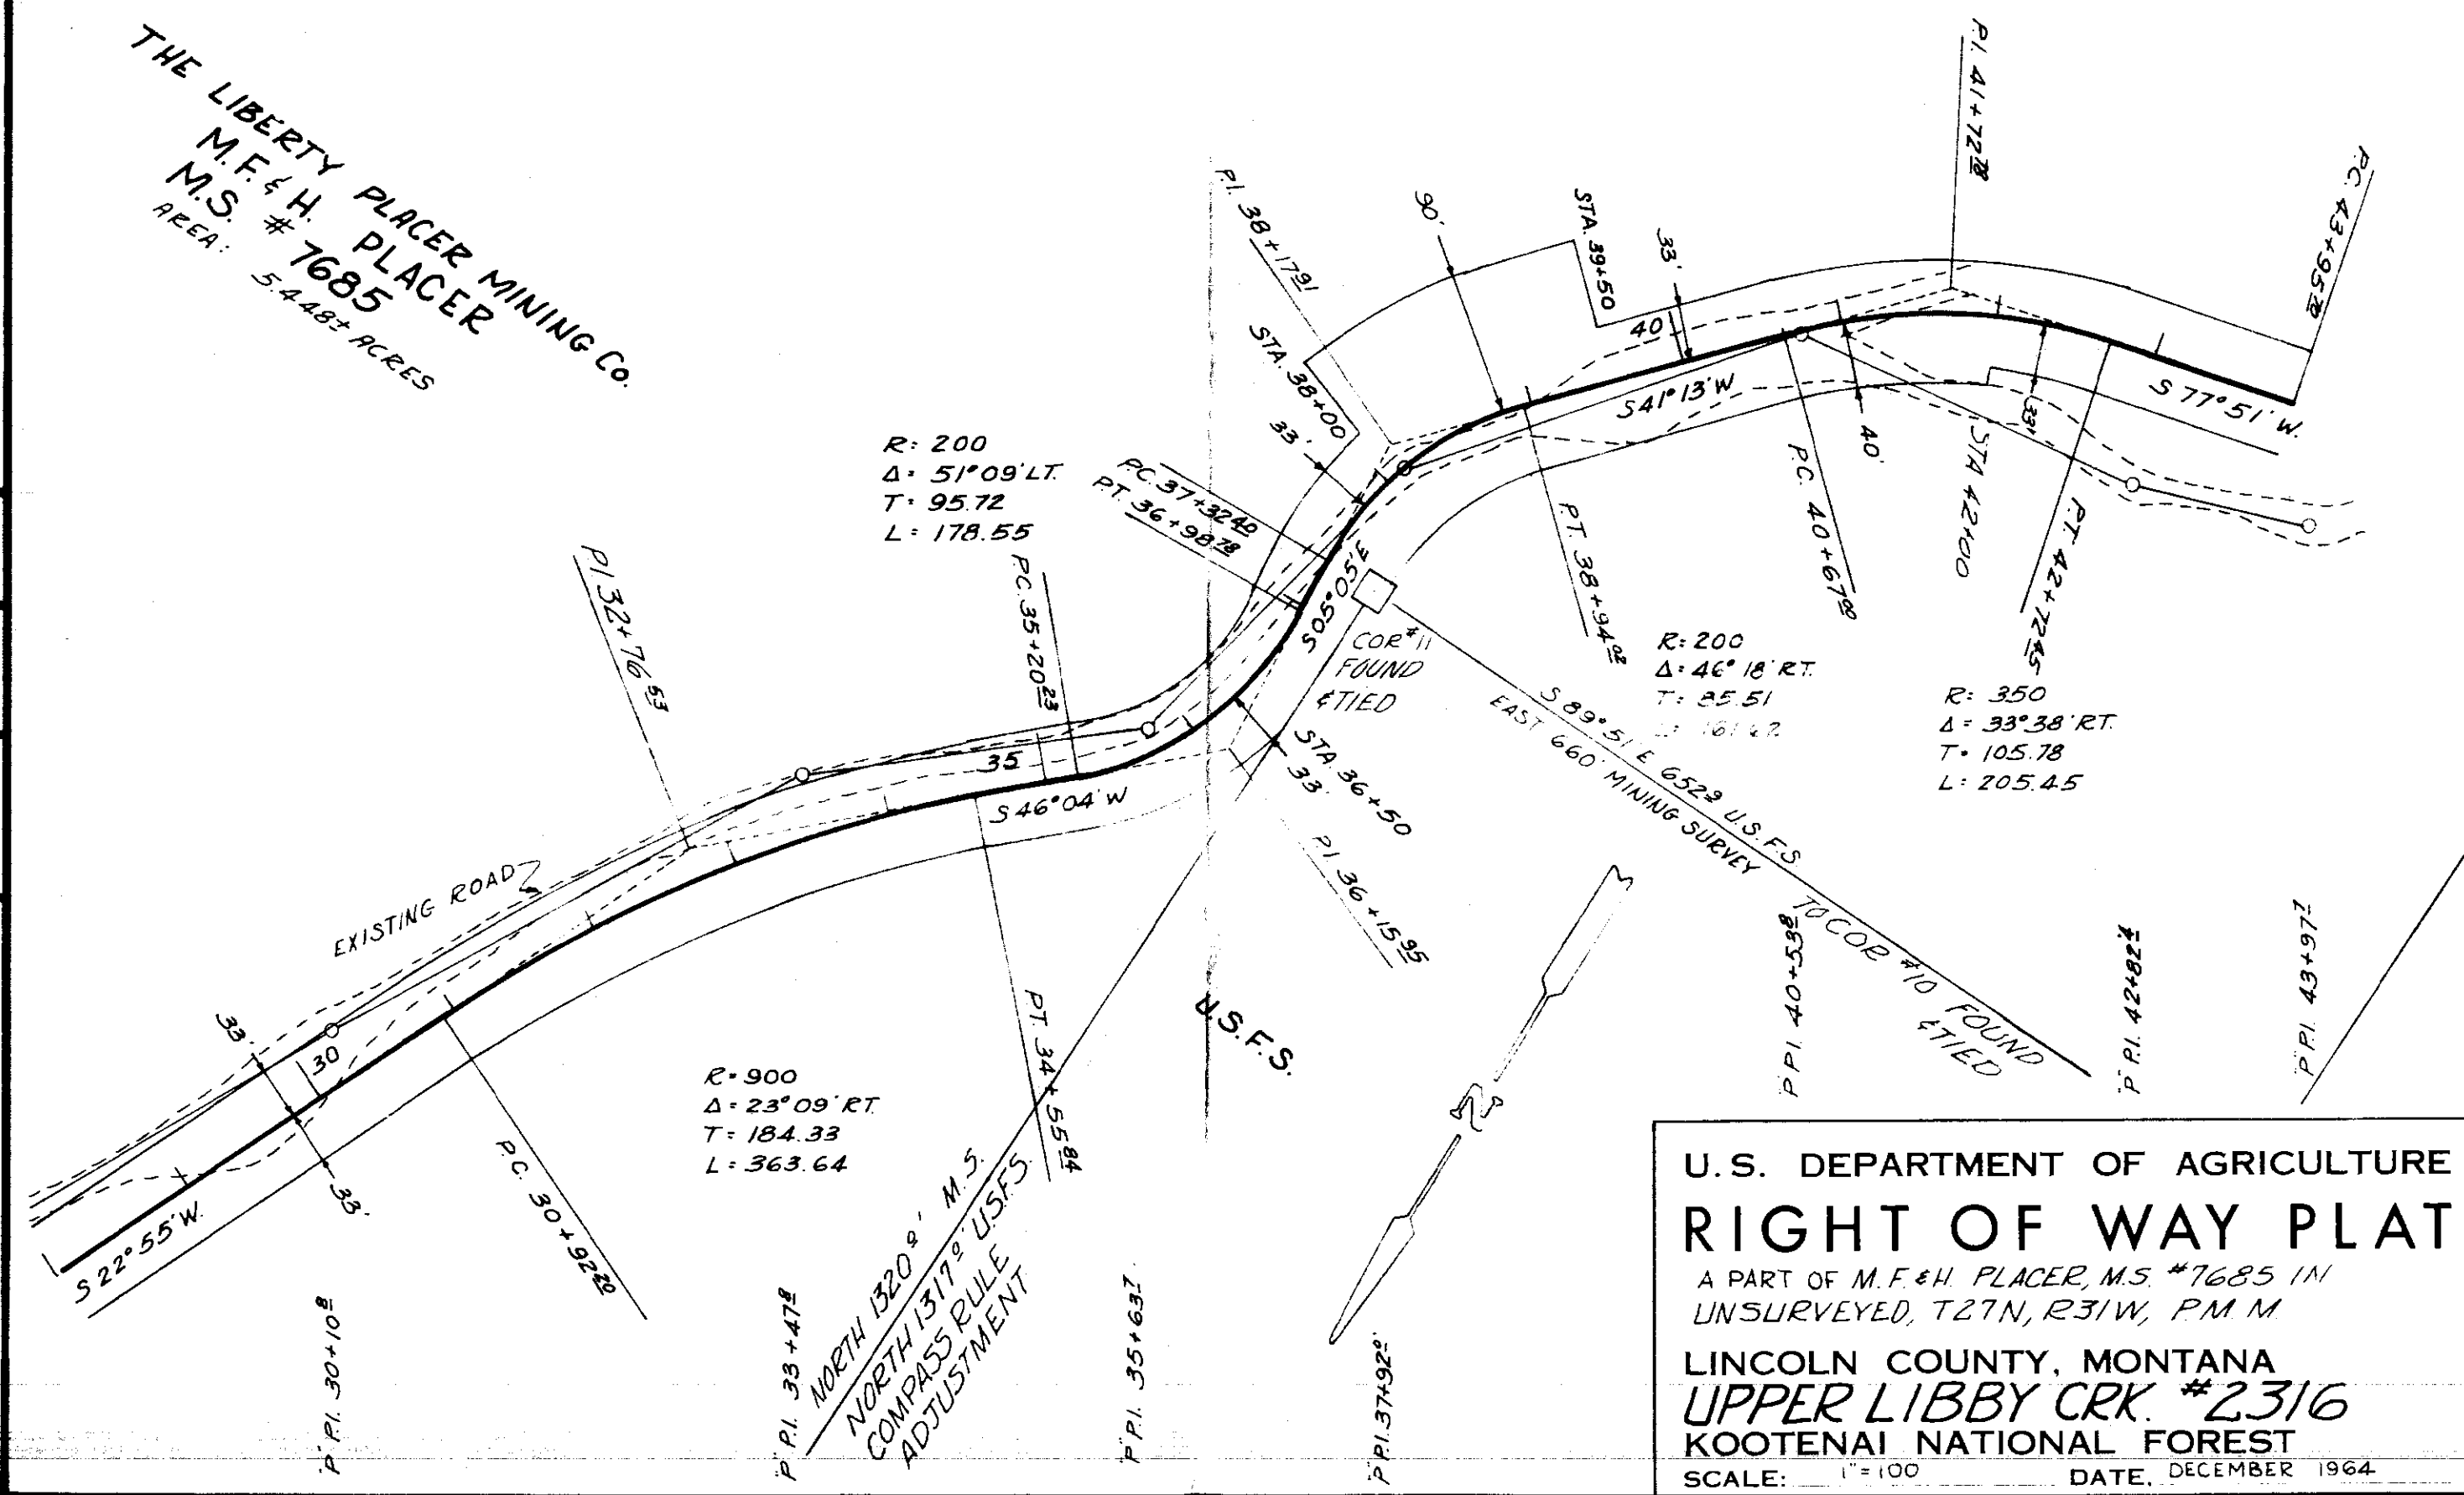 THE LIBERTY PLACER MINING CO.
M.F. & H. PLACER
M.S. # 7685
AREA: 5.448± ACRES
P.I. 41+72 78
P.C. 43+95 70
P.I. 38+17 91
90'
STA. 39+50
33'
STA. 38+00
33'
40
S 41° 13' W
S 77° 51' W.
R: 200
Δ: 51° 09' LT.
T: 95.72
L: 178.55
P.C. 37+32 40
P.T. 36+98 78
S 05° 05' E
P.T. 38+94 02
P.C. 40+67 00
40'
33'
STA 42+00
P.T. 42+72 45
P.I. 32+76 53
P.C. 35+20 23
35
S 46° 04' W
COR #11
FOUND
& TIED
R: 200
Δ: 46° 18' RT.
T: 85.51
R: 350
Δ = 33° 38' RT.
T • 105.78
L: 205.45
STA. 36+50
33'
P.I. 36+15 95
S 89° 51' E 652 9 U.S.F.S.
EAST 660' MINING SURVEY
TO COR #10 FOUND
& TIED
EXISTING ROAD
33'
30
33'
S 22° 55' W.
P.C. 30+92 20
R • 900
Δ = 23° 09' RT.
T = 184.33
L = 363.64
P.T. 34+55 84
U.S.F.S.
N
NORTH 1320 0' M.S.
NORTH 1317 0' U.S.F.S.
COMPASS RULE
ADJUSTMENT
"P" P.I. 30+10 8
"P" P.I. 33+47 8
"P" P.I. 35+63 7
"P" P.I. 37+92 0
"P" P.I. 40+53 8
"P" P.I. 42+82 4
"P" P.I. 43+97 7
U.S. DEPARTMENT OF AGRICULTURE
RIGHT OF WAY PLAT
A PART OF M.F. & H. PLACER, M.S. #7685 IN
UNSURVEYED, T27N, R31W, P.M.M.
LINCOLN COUNTY, MONTANA
UPPER LIBBY CRK. #2316
KOOTENAI NATIONAL FOREST
SCALE: 1"=100 DATE. DECEMBER 1964